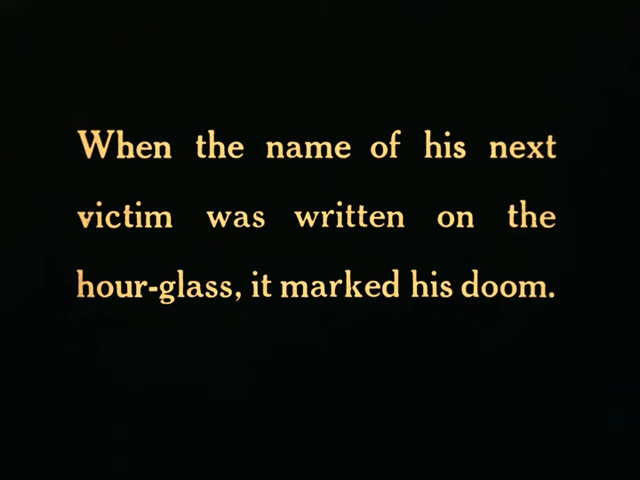 When the name of his next
victim was written on the
hour-glass, it marked his doom.